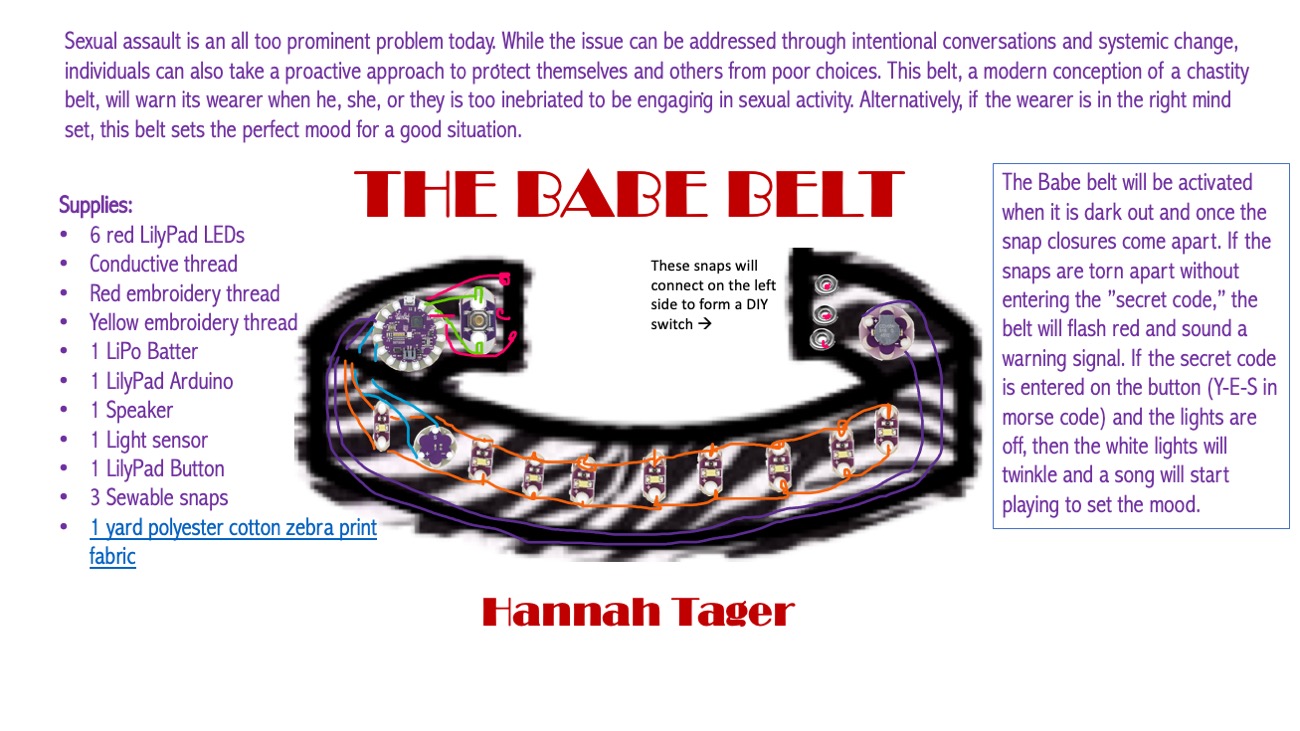 Sexual assault is an all too prominent problem today. While the issue can be addressed through intentional conversations and systemic change,
individuals can also take a proactive approach to protect themselves and others from poor choices. This belt, a modern conception of a chastity
belt, will warn its wearer when he, she, or they is too inebriated to be engaging in sexual activity. Alternatively, if the wearer is in the right mind
set, this belt sets the perfect mood for a good situation.
THE BABE BELT
Supplies:
• 6 red LilyPad LEDs
• Conductive thread
• Red embroidery thread
• Yellow embroidery thread
• 1 LiPo Batter
• 1 LilyPad Arduino
• 1 Speaker
• 1 Light sensor
• 1 LilyPad Button
• 3 Sewable snaps
• 1 yard polyester cotton zebra print
fabric
These snaps will
connect on the left
side to form a DIY
switch →
The Babe belt will be activated
when it is dark out and once the
snap closures come apart. If the
snaps are torn apart without
entering the ”secret code,” the
belt will flash red and sound a
warning signal. If the secret code
is entered on the button (Y-E-S in
morse code) and the lights are
off, then the white lights will
twinkle and a song will start
playing to set the mood.
Hannah Tager